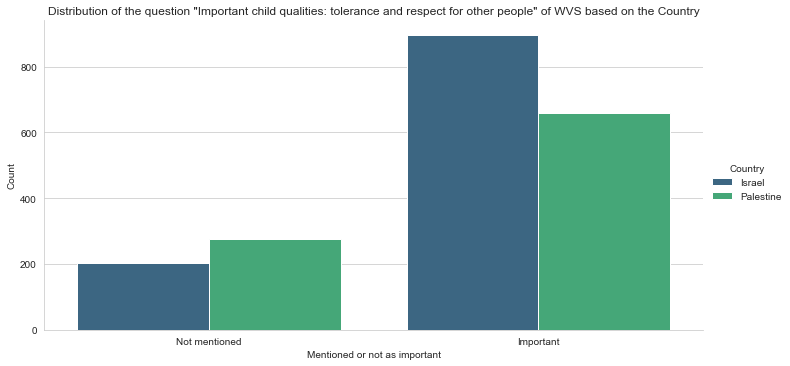 Distribution of the question "Important child qualities: tolerance and respect for other people" of WVS based on the Country
800
600
400
200
0
Count
Not mentioned
Important
Mentioned or not as important
Country
Israel
Palestine